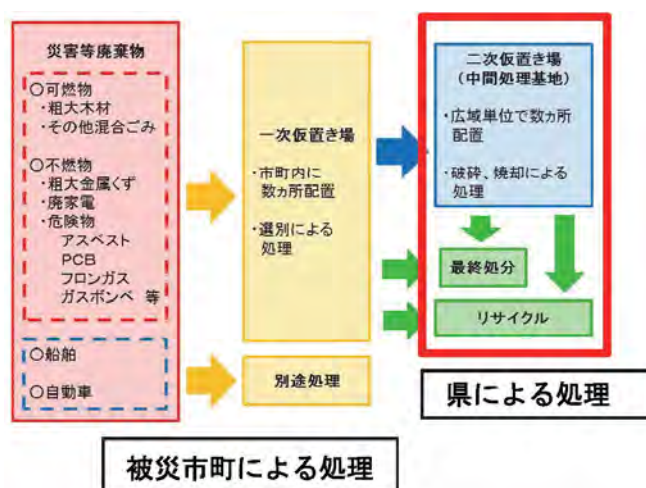 災害等廃棄物
○可燃物
・粗大木材
・その他混合ごみ
○不燃物
・粗大金属くず
・廃家電
・危険物
アスベスト
PCB
フロンガス
ガスボンベ 等
○船舶
○自動車
一次仮置き場
・市町内に
数ヵ所配置
・選別による
処理
別途処理
二次仮置き場
(中間処理基地)
・広域単位で数ヵ所
配置
・破砕、焼却による
処理
最終処分
リサイクル
県による処理
被災市町による処理